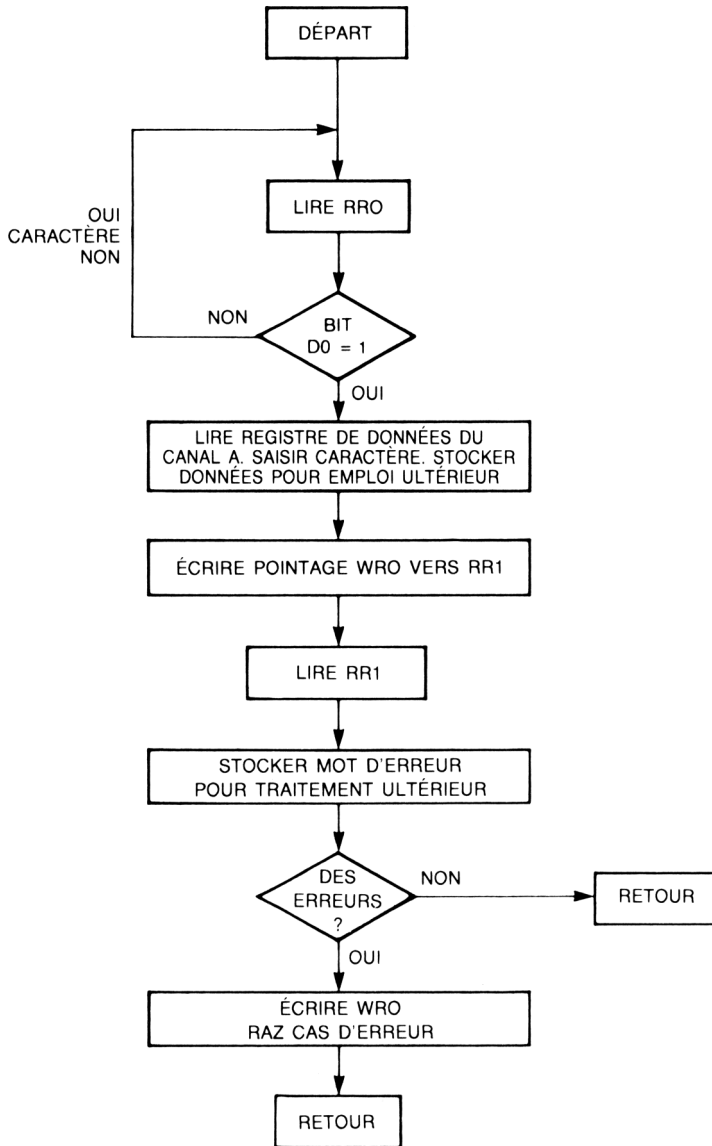 DÉPART
LIRE RRO
OUI
CARACTÈRE
NON
NON
BIT
D0 = 1
OUI
LIRE REGISTRE DE DONNÉES DU
CANAL A. SAISIR CARACTÈRE. STOCKER
DONNÉES POUR EMPLOI ULTÉRIEUR
ÉCRIRE POINTAGE WRO VERS RR1
LIRE RR1
STOCKER MOT D'ERREUR
POUR TRAITEMENT ULTÉRIEUR
DES
ERREURS
?
NON
RETOUR
OUI
ÉCRIRE WRO
RAZ CAS D'ERREUR
RETOUR